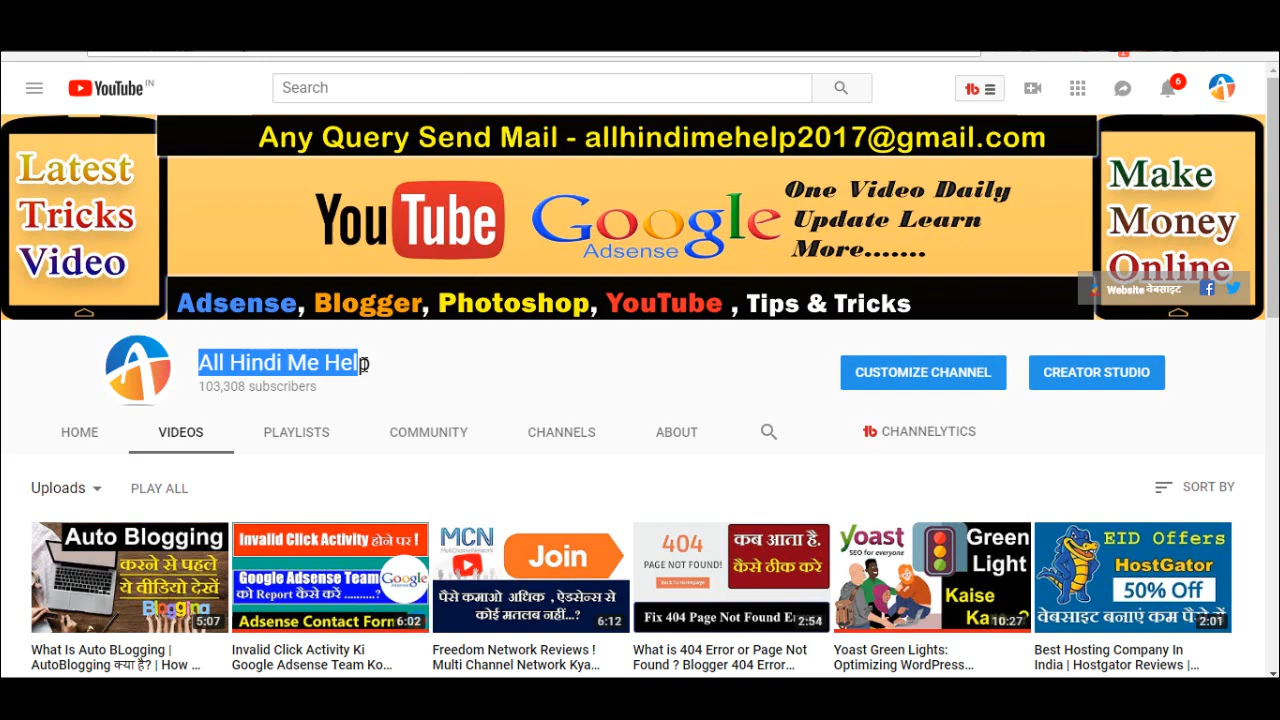 YouTube IN
Search
6
Any Query Send Mail - allhindimehelp2017@gmail.com
Latest
Tricks
Video
YouTube
Google
Adsense
One Video Daily
Update Learn
More.......
Make
Money
Online
Website वेबसाइट
Adsense, Blogger, Photoshop, YouTube , Tips & Tricks
All Hindi Me Help
103,308 subscribers
CUSTOMIZE CHANNEL
CREATOR STUDIO
HOME
VIDEOS
PLAYLISTS
COMMUNITY
CHANNELS
ABOUT
CHANNELYTICS
Uploads
PLAY ALL
SORT BY
Auto Blogging
करने से पहले
ये वीडियो देखें
Blogging
5:07
What Is Auto BLogging |
AutoBlogging क्या है? | How ...
Invalid Click Activity होने पर !
Google Adsense Team
को Report कैसे करें .........?
Google
Adsense Contact Form
6:02
Invalid Click Activity Ki
Google Adsense Team Ko...
MCN
Join
पैसे कमाओ अधिक , ऐडसेन्स से
कोई मतलब नहीं...?
6:12
Freedom Network Reviews !
Multi Channel Network Kya...
404
PAGE NOT FOUND!
Back To Homepage
कब आता है.
कैसे ठीक करे
Fix 404 Page Not Found
2:54
What is 404 Error or Page Not
Found ? Blogger 404 Error...
Yoast
SEO for everyone
Green
Light
Kaise
10:27
Yoast Green Lights:
Optimizing WordPress...
EID Offers
HostGator
50% Off
वेबसाइट बनाएं कम
2:01
Best Hosting Company In
India | Hostgator Reviews |...